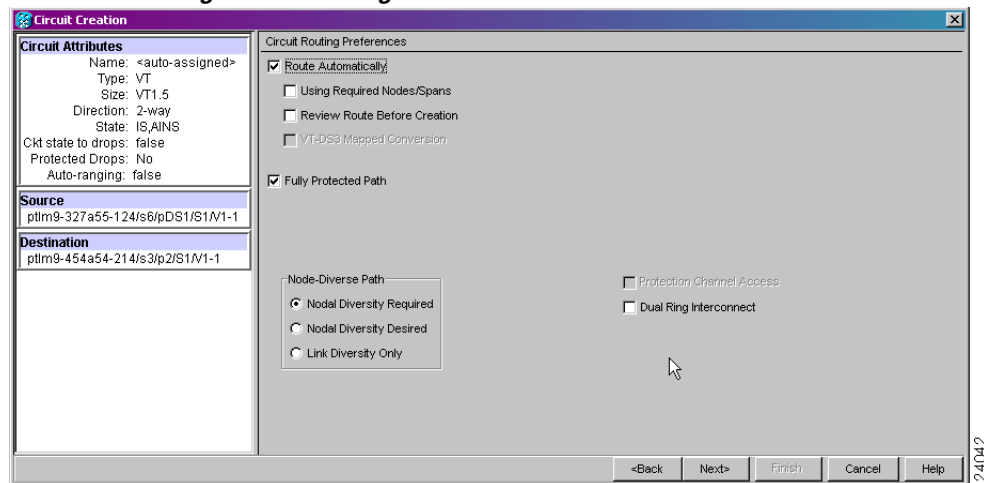 Circuit Creation
Circuit Attributes
Name: <auto-assigned>
Type: VT
Size: VT1.5
Direction: 2-way
State: IS,AINS
Ckt state to drops: false
Protected Drops: No
Auto-ranging: false
Source
ptlm9-327a55-124/s6/pDS1/S1/V1-1
Destination
ptlm9-454a54-214/s3/p2/S1/V1-1
Circuit Routing Preferences
Route Automatically
Using Required Nodes/Spans
Review Route Before Creation
VT-DS3 Mapped Conversion
Fully Protected Path
Node-Diverse Path
Nodal Diversity Required
Nodal Diversity Desired
Link Diversity Only
Protection Channel Access
Dual Ring Interconnect
<Back
Next>
Finish
Cancel
Help
24042